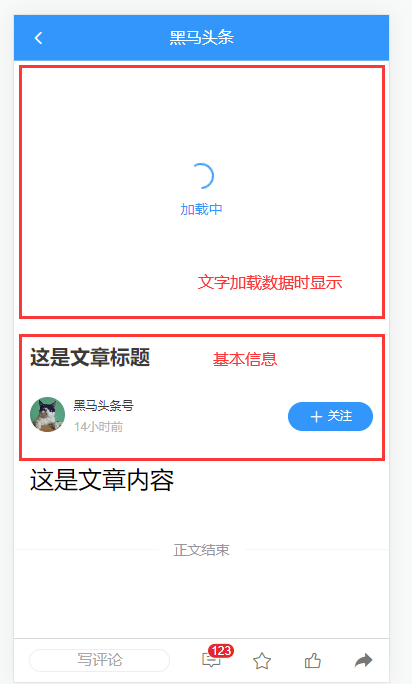 黑马头条
加载中
文字加载数据时显示
这是文章标题
基本信息
黑马头条号
14小时前
关注
这是文章内容
正文结束
写评论
123